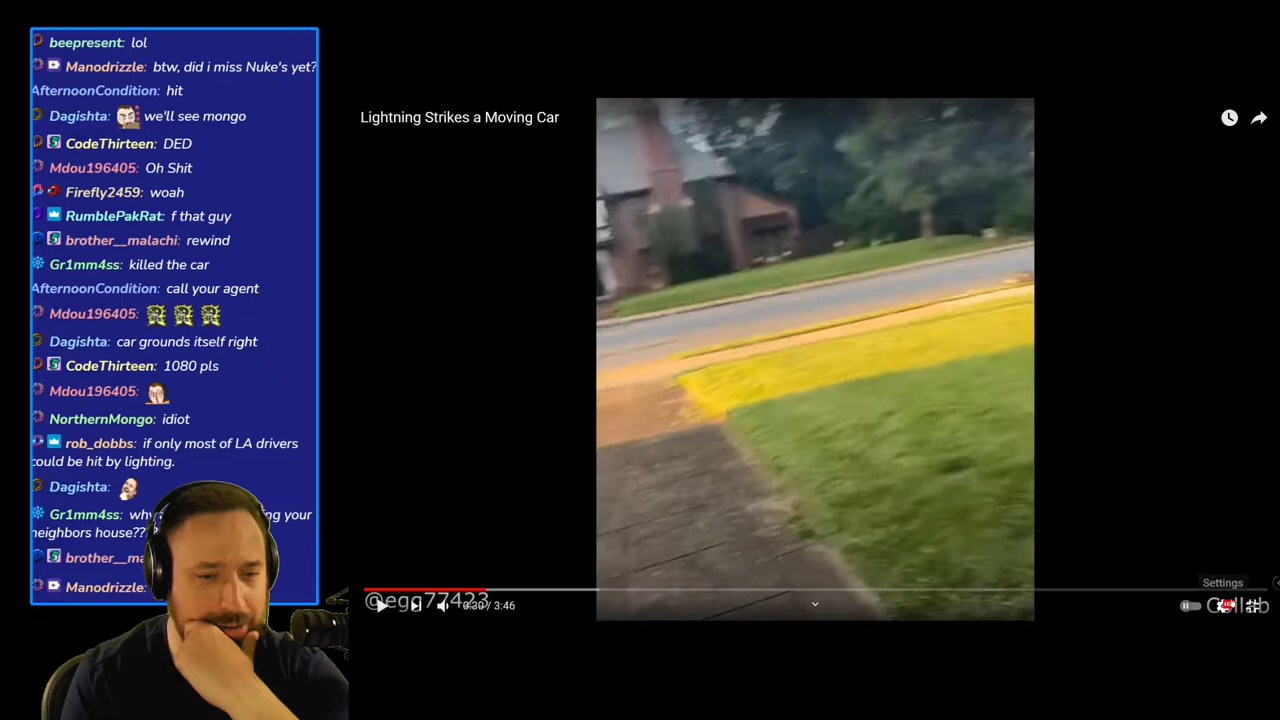 beepresent: lol
Manodrizzle: btw, did i miss Nuke's yet?
AfternoonCondition: hit
Dagishta: we'll see mongo
CodeThirteen: DED
Mdou196405: Oh Shit
Firefly2459: woah
RumblePakRat: f that guy
brother__malachi: rewind
Gr1mm4ss: killed the car
AfternoonCondition: call your agent
Mdou196405:
Dagishta: car grounds itself right
CodeThirteen: 1080 pls
Mdou196405:
NorthernMongo: idiot
rob_dobbs: if only most of LA drivers
could be hit by lighting.
Dagishta:
Gr1mm4ss: why your
neighbors house??
brother__ma
Manodrizzle:
Lightning Strikes a Moving Car
Settings
@egg77423
0:30 / 3:46